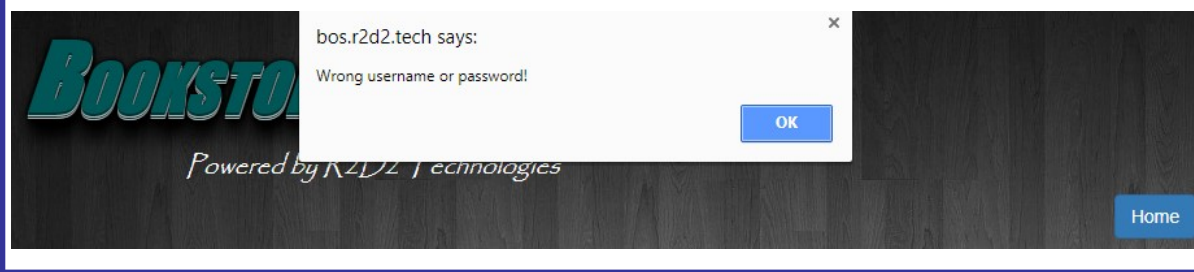 bos.r2d2.tech says:
Wrong username or password!
OK
Powered by R2D2 Technologies
Home